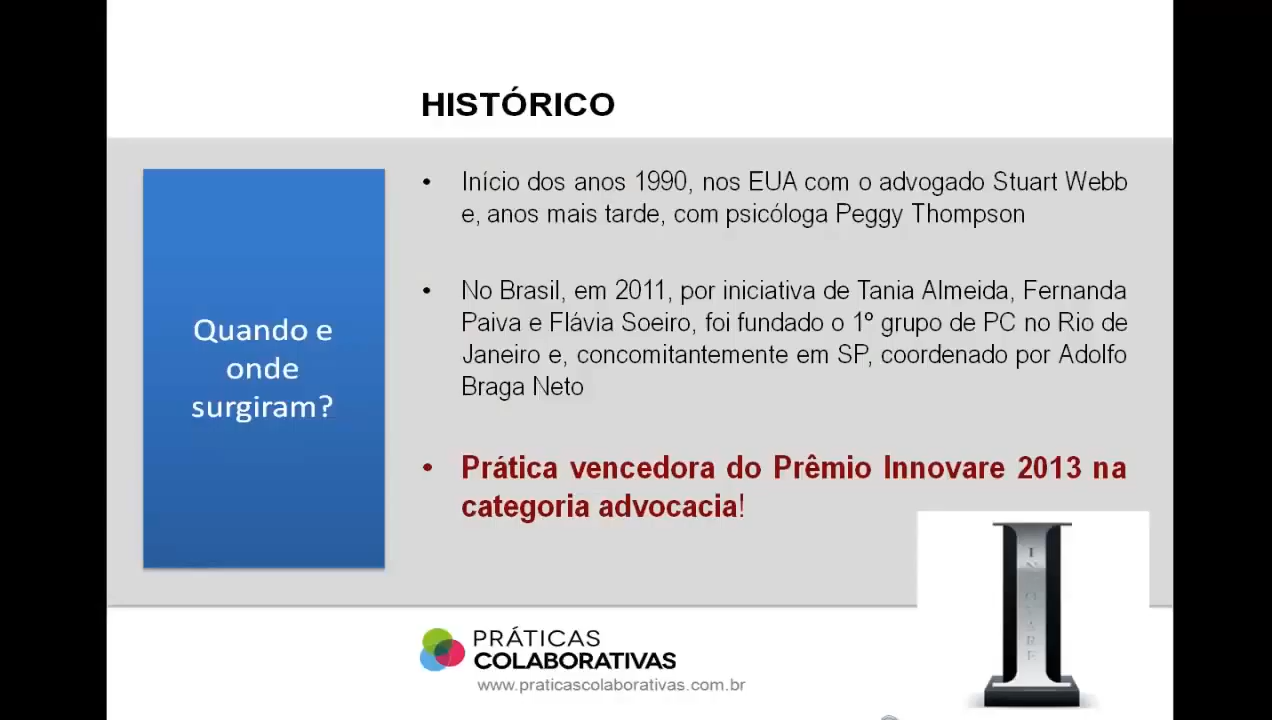 HISTÓRICO
Quando e
onde
surgiram?
• Início dos anos 1990, nos EUA com o advogado Stuart Webb
e, anos mais tarde, com psicóloga Peggy Thompson
• No Brasil, em 2011, por iniciativa de Tania Almeida, Fernanda
Paiva e Flávia Soeiro, foi fundado o 1º grupo de PC no Rio de
Janeiro e, concomitantemente em SP, coordenado por Adolfo
Braga Neto
• Prática vencedora do Prêmio Innovare 2013 na
categoria advocacia!
INOVARE
PRÁTICAS
COLABORATIVAS
www.praticascolaborativas.com.br